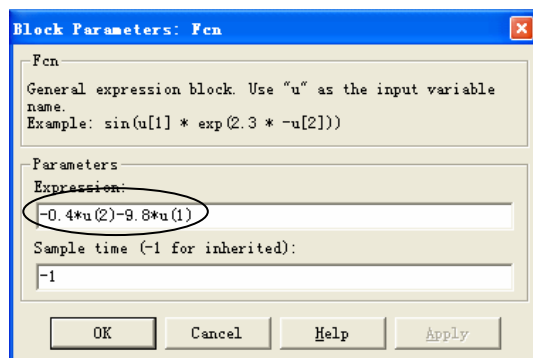 Block Parameters: Fcn
Fcn
General expression block. Use "u" as the input variable
name.
Example: sin(u[1] * exp(2.3 * -u[2]))
Parameters
Expression:
-0.4*u(2)-9.8*u(1)
Sample time (-1 for inherited):
-1
OK Cancel Help Apply